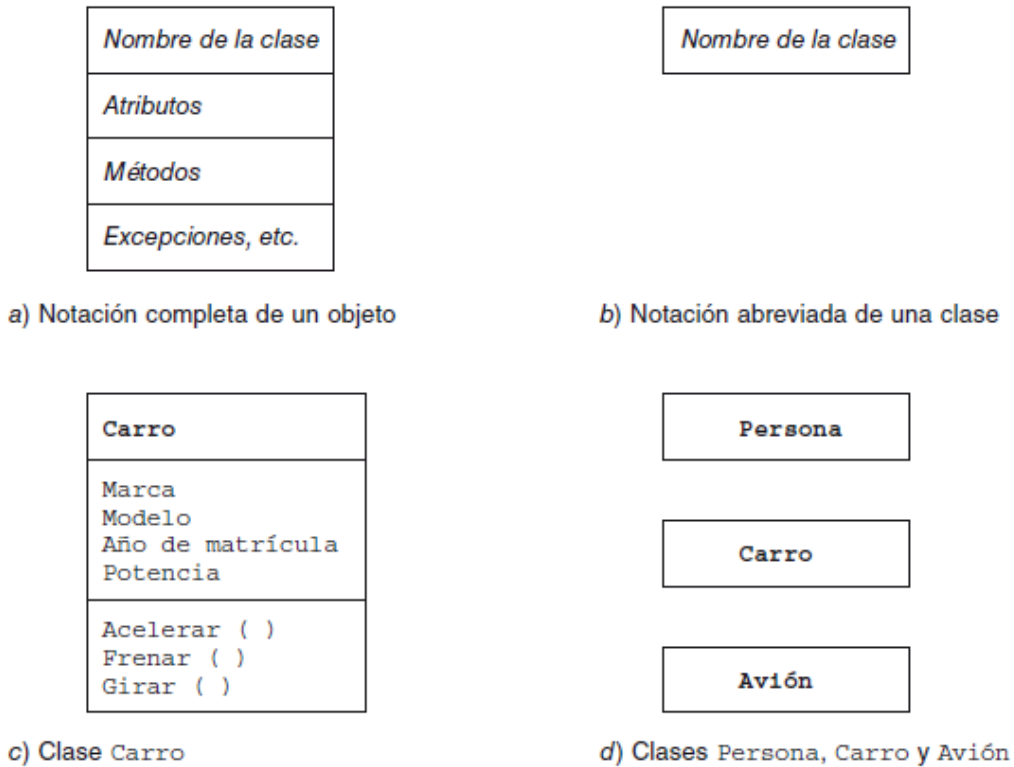 Nombre de la clase
Atributos
Métodos
Excepciones, etc.
a) Notación completa de un objeto
Nombre de la clase
b) Notación abreviada de una clase
Carro
Marca
Modelo
Año de matrícula
Potencia
Acelerar ( )
Frenar ( )
Girar ( )
c) Clase Carro
Persona
Carro
Avión
d) Clases Persona, Carro y Avión